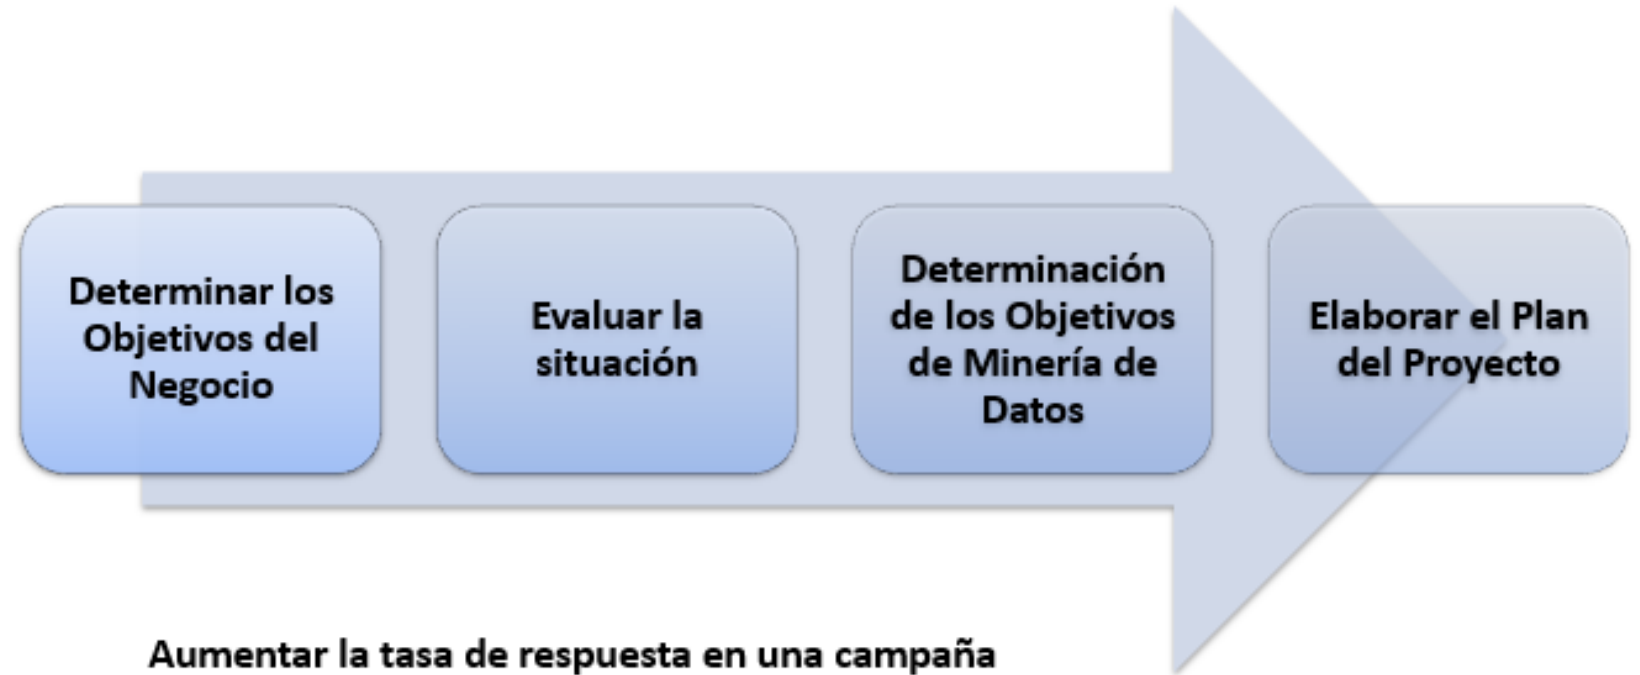 Determinar los
Objetivos del
Negocio
Evaluar la
situación
Determinación
de los Objetivos
de Minería de
Datos
Elaborar el Plan
del Proyecto
Aumentar la tasa de respuesta en una campaña